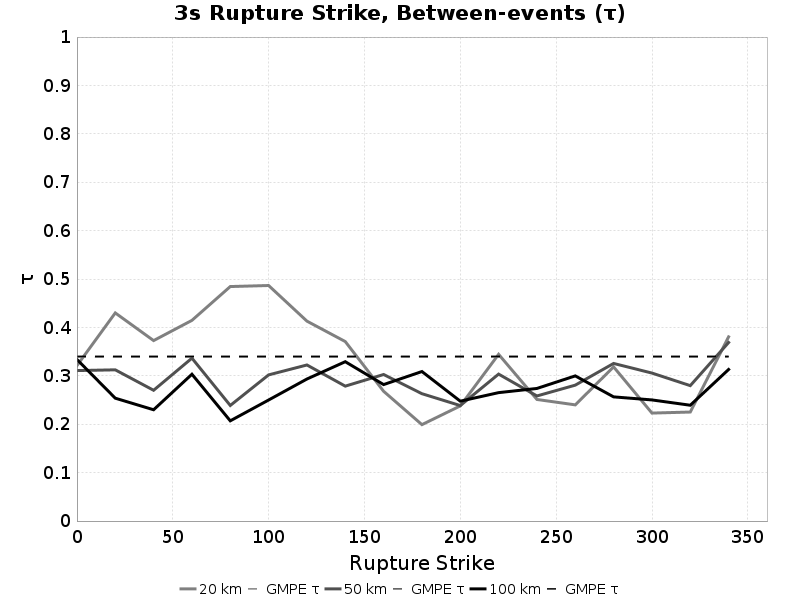 3s Rupture Strike, Between-events (τ)
1
0.9
0.8
0.7
0.6
0.5
0.4
0.3
0.2
0.1
0
τ
0 50 100 150 200 250 300 350
Rupture Strike
20 km GMPE τ 50 km GMPE τ 100 km GMPE τ